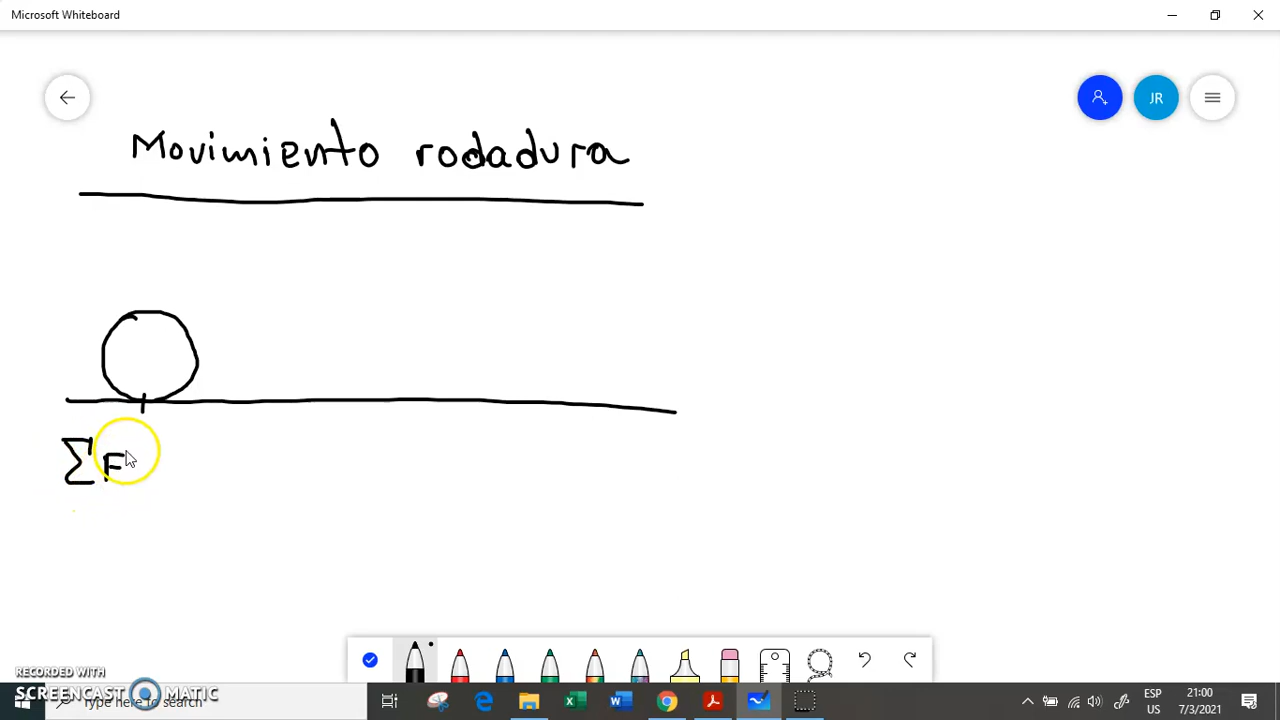 Microsoft Whiteboard
JR
Movimiento rodadura
∑F
RECORDED WITH
SCREENCAST MATIC
Type here to search
ESP
US
21:00
7/3/2021